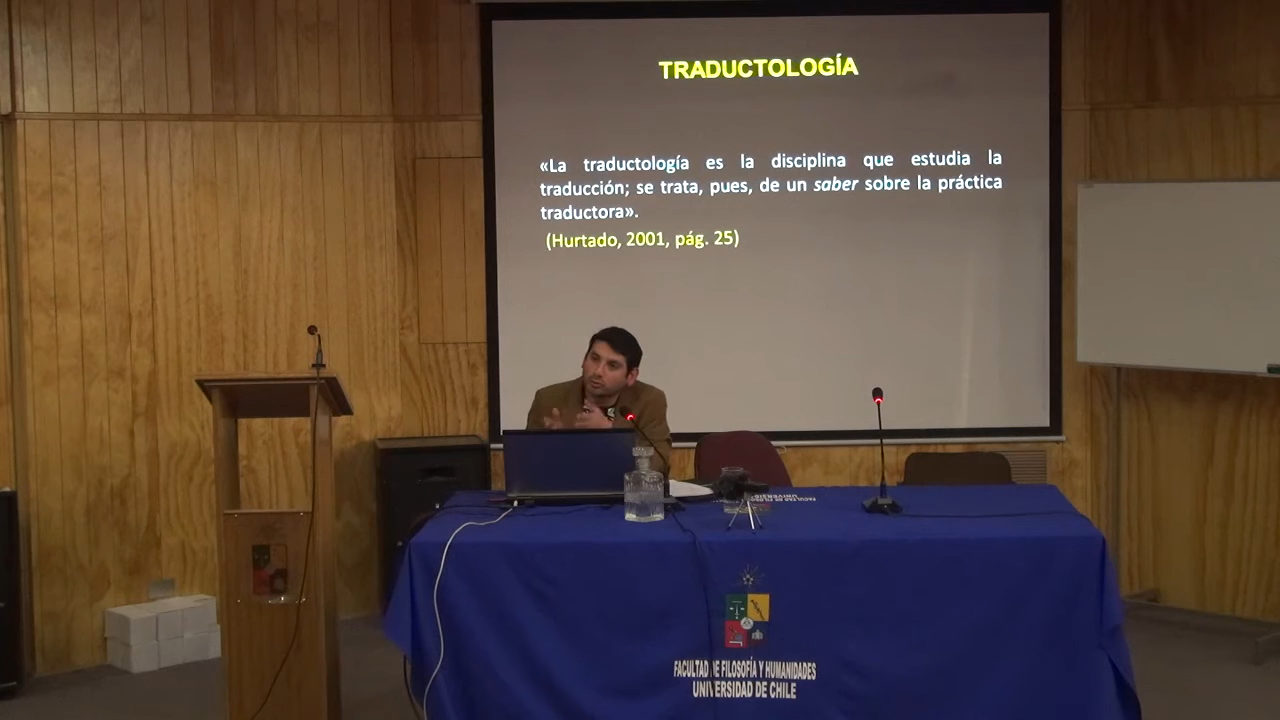 TRADUCTOLOGÍA
«La traductología es la disciplina que estudia la
traducción; se trata, pues, de un saber sobre la práctica
traductora».
(Hurtado, 2001, pág. 25)
FACULTAD DE FILOSOFÍA Y HUMANIDADES
UNIVERSIDAD DE CHILE